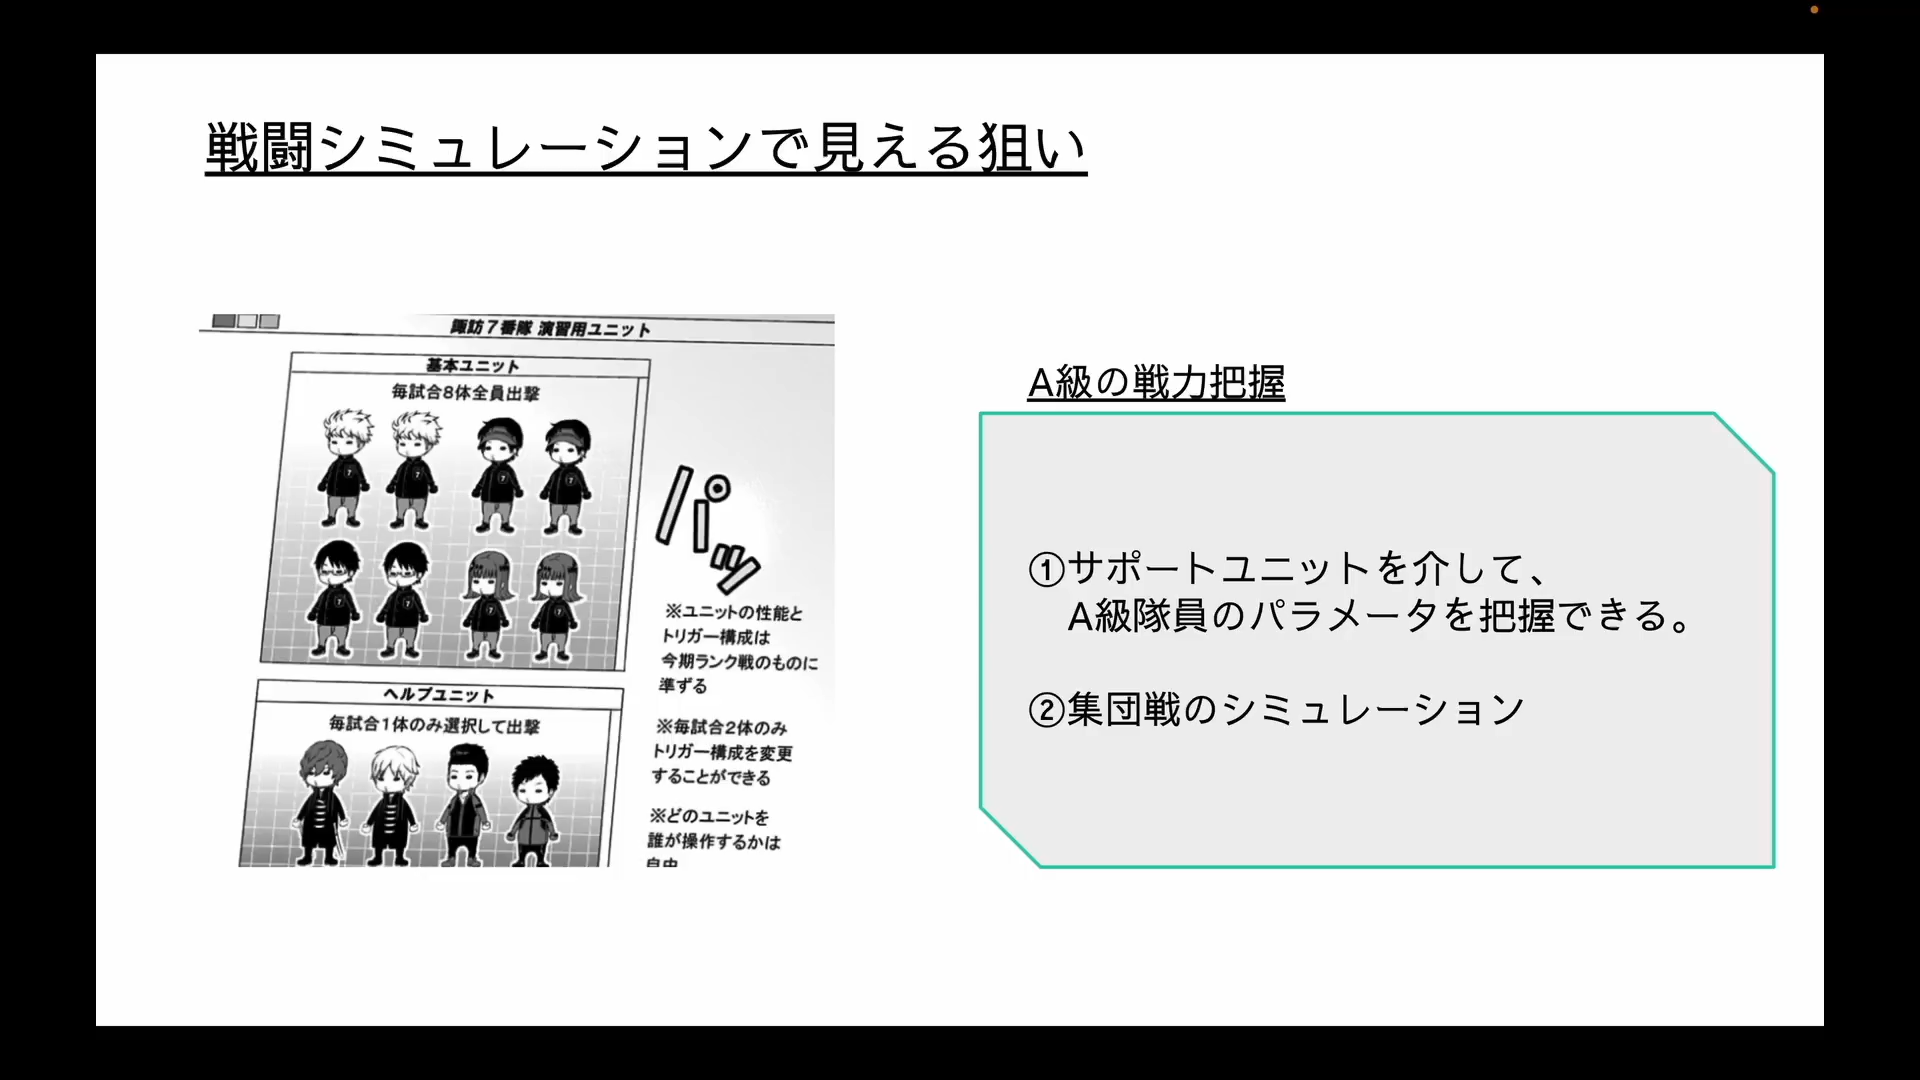 戦闘シミュレーションで見える狙い
諏訪7番隊 演習用ユニット
基本ユニット
毎試合8体全員出撃
パッ
※ユニットの性能と
トリガー構成は
今期ランク戦のものに
準ずる
ヘルプユニット
毎試合1体のみ選択して出撃
※毎試合2体のみ
トリガー構成を変更
することができる
※どのユニットを
誰が操作するかは
自由
A級の戦力把握
①サポートユニットを介して、
A級隊員のパラメータを把握できる。
②集団戦のシミュレーション